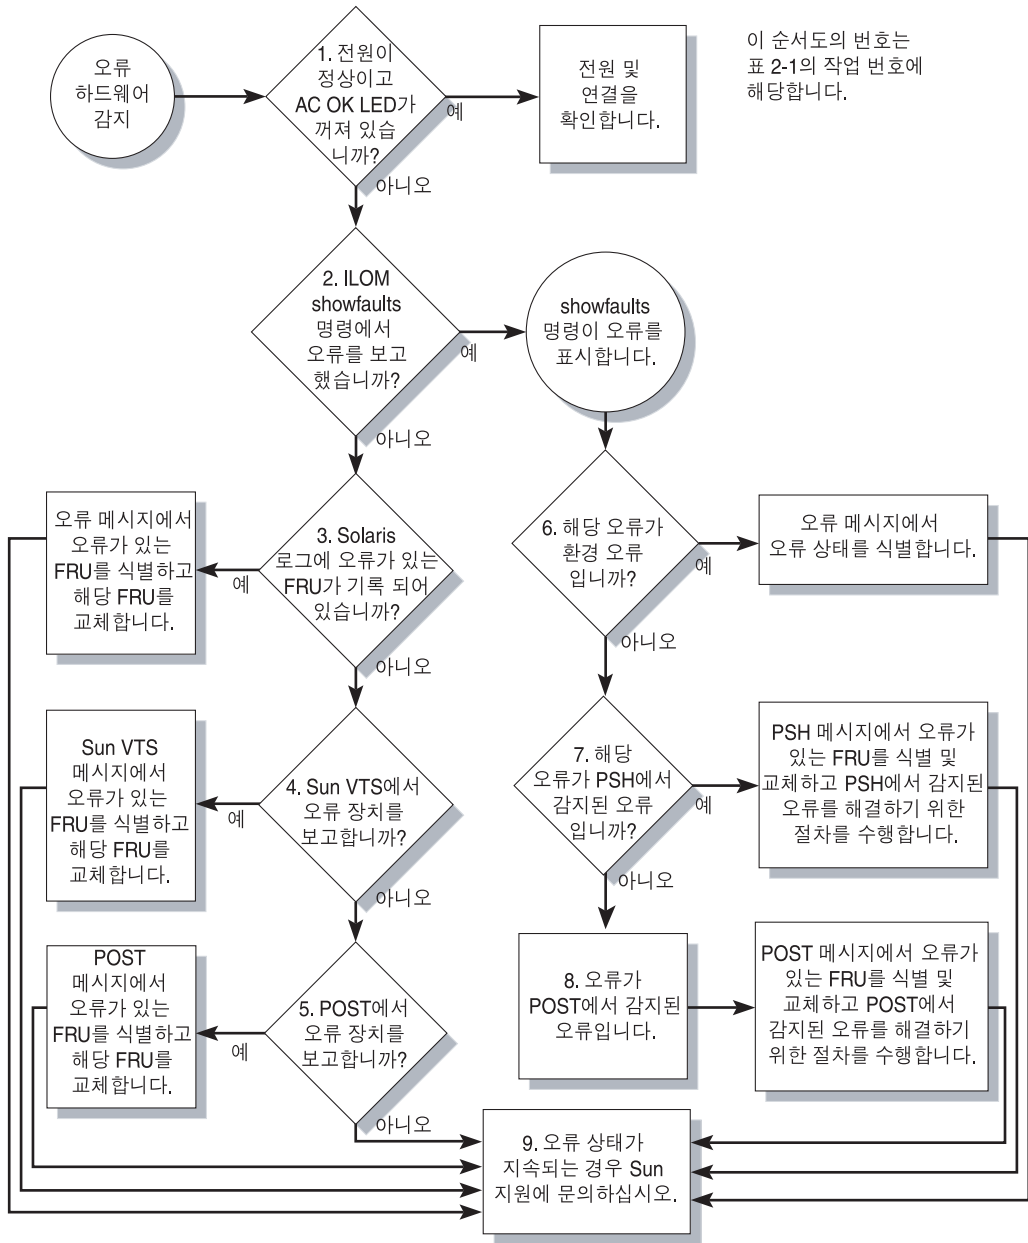 오류
하드웨어
감지
1. 전원이
정상이고
AC OK LED가
꺼져 있습
니까?
예
아니오
전원 및
연결을
확인합니다.
이 순서도의 번호는
표 2-1의 작업 번호에
해당합니다.
2. ILOM
showfaults
명령에서
오류를 보고
했습니까?
예
아니오
showfaults
명령이 오류를
표시합니다.
3. Solaris
로그에 오류가 있는
FRU가 기록 되어
있습니까?
예
아니오
오류 메시지에서
오류가 있는
FRU를 식별하고
해당 FRU를
교체합니다.
6. 해당 오류가
환경 오류
입니까?
예
아니오
오류 메시지에서
오류 상태를 식별합니다.
4. Sun VTS에서
오류 장치를
보고합니까?
예
아니오
Sun VTS
메시지에서
오류가 있는
FRU를 식별하고
해당 FRU를
교체합니다.
7. 해당
오류가 PSH에서
감지된 오류
입니까?
예
아니오
PSH 메시지에서 오류가
있는 FRU를 식별 및
교체하고 PSH에서 감지된
오류를 해결하기 위한
절차를 수행합니다.
5. POST에서
오류 장치를
보고합니까?
예
아니오
POST
메시지에서
오류가 있는
FRU를 식별하고
해당 FRU를
교체합니다.
8. 오류가
POST에서 감지된
오류입니다.
POST 메시지에서 오류가
있는 FRU를 식별 및
교체하고 POST에서
감지된 오류를 해결하기
위한 절차를 수행합니다.
9. 오류 상태가
지속되는 경우 Sun
지원에 문의하십시오.